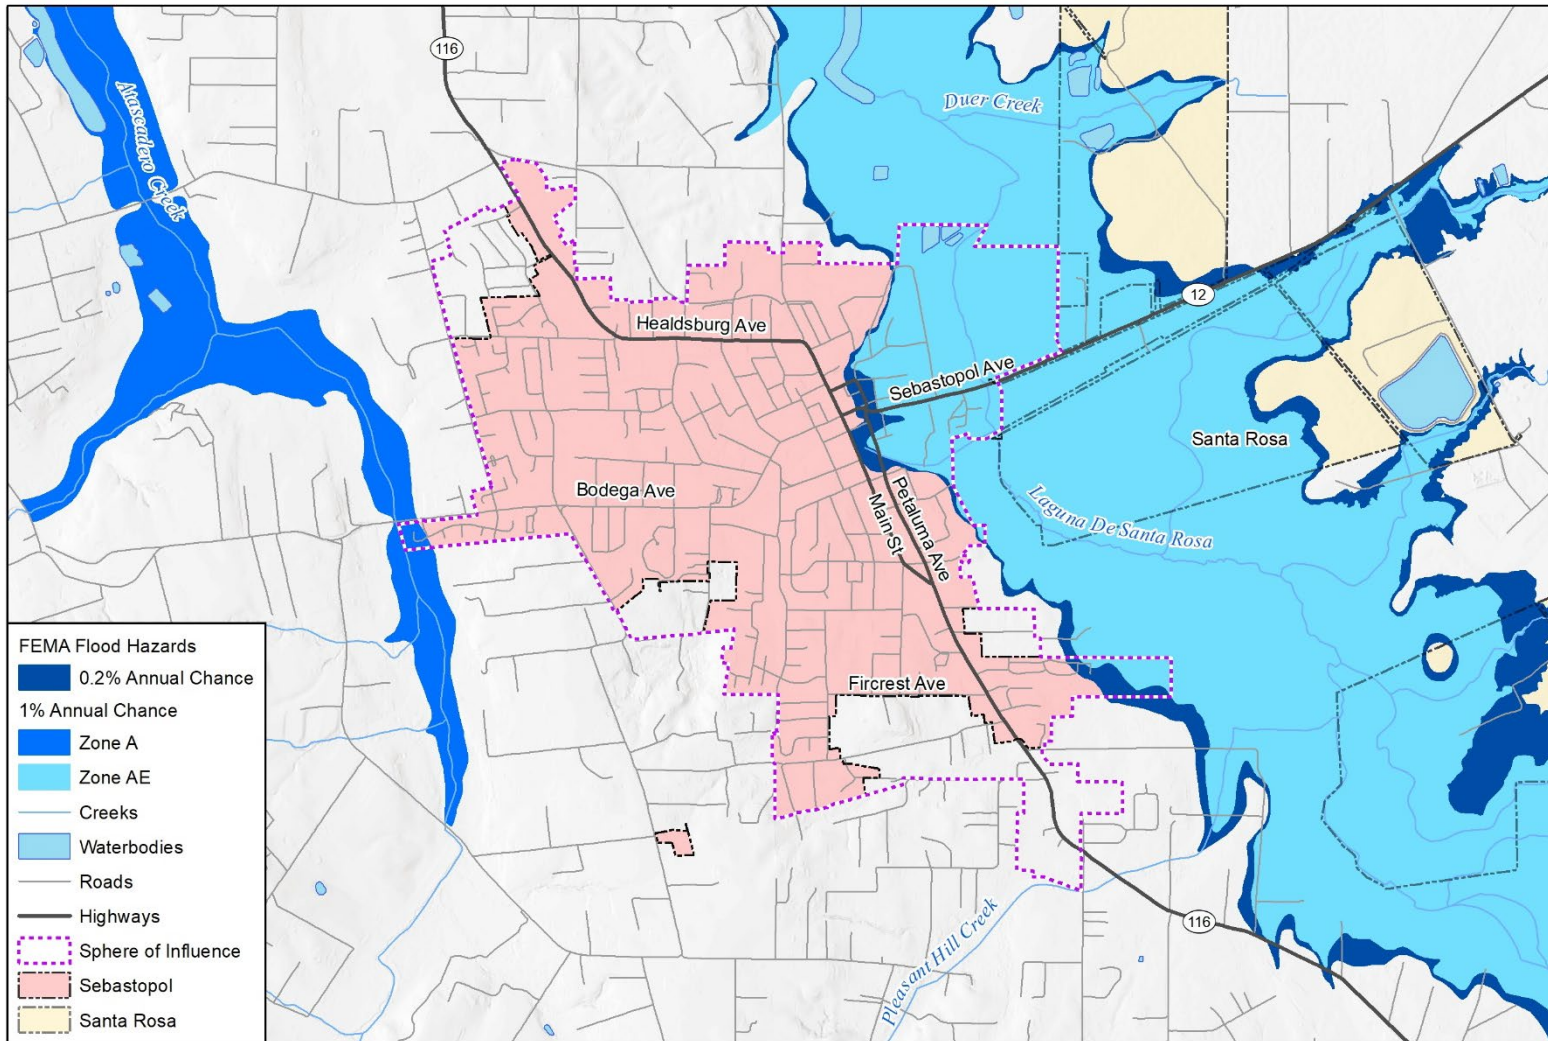 116
Atascadero Creek
Duer Creek
12
Healdsburg Ave
Sebastopol Ave
Santa Rosa
Bodega Ave
Petaluma Ave
Main St
Laguna De Santa Rosa
Fircrest Ave
116
Pleasant Hill Creek
FEMA Flood Hazards
0.2% Annual Chance
1% Annual Chance
Zone A
Zone AE
Creeks
Waterbodies
Roads
Highways
Sphere of Influence
Sebastopol
Santa Rosa